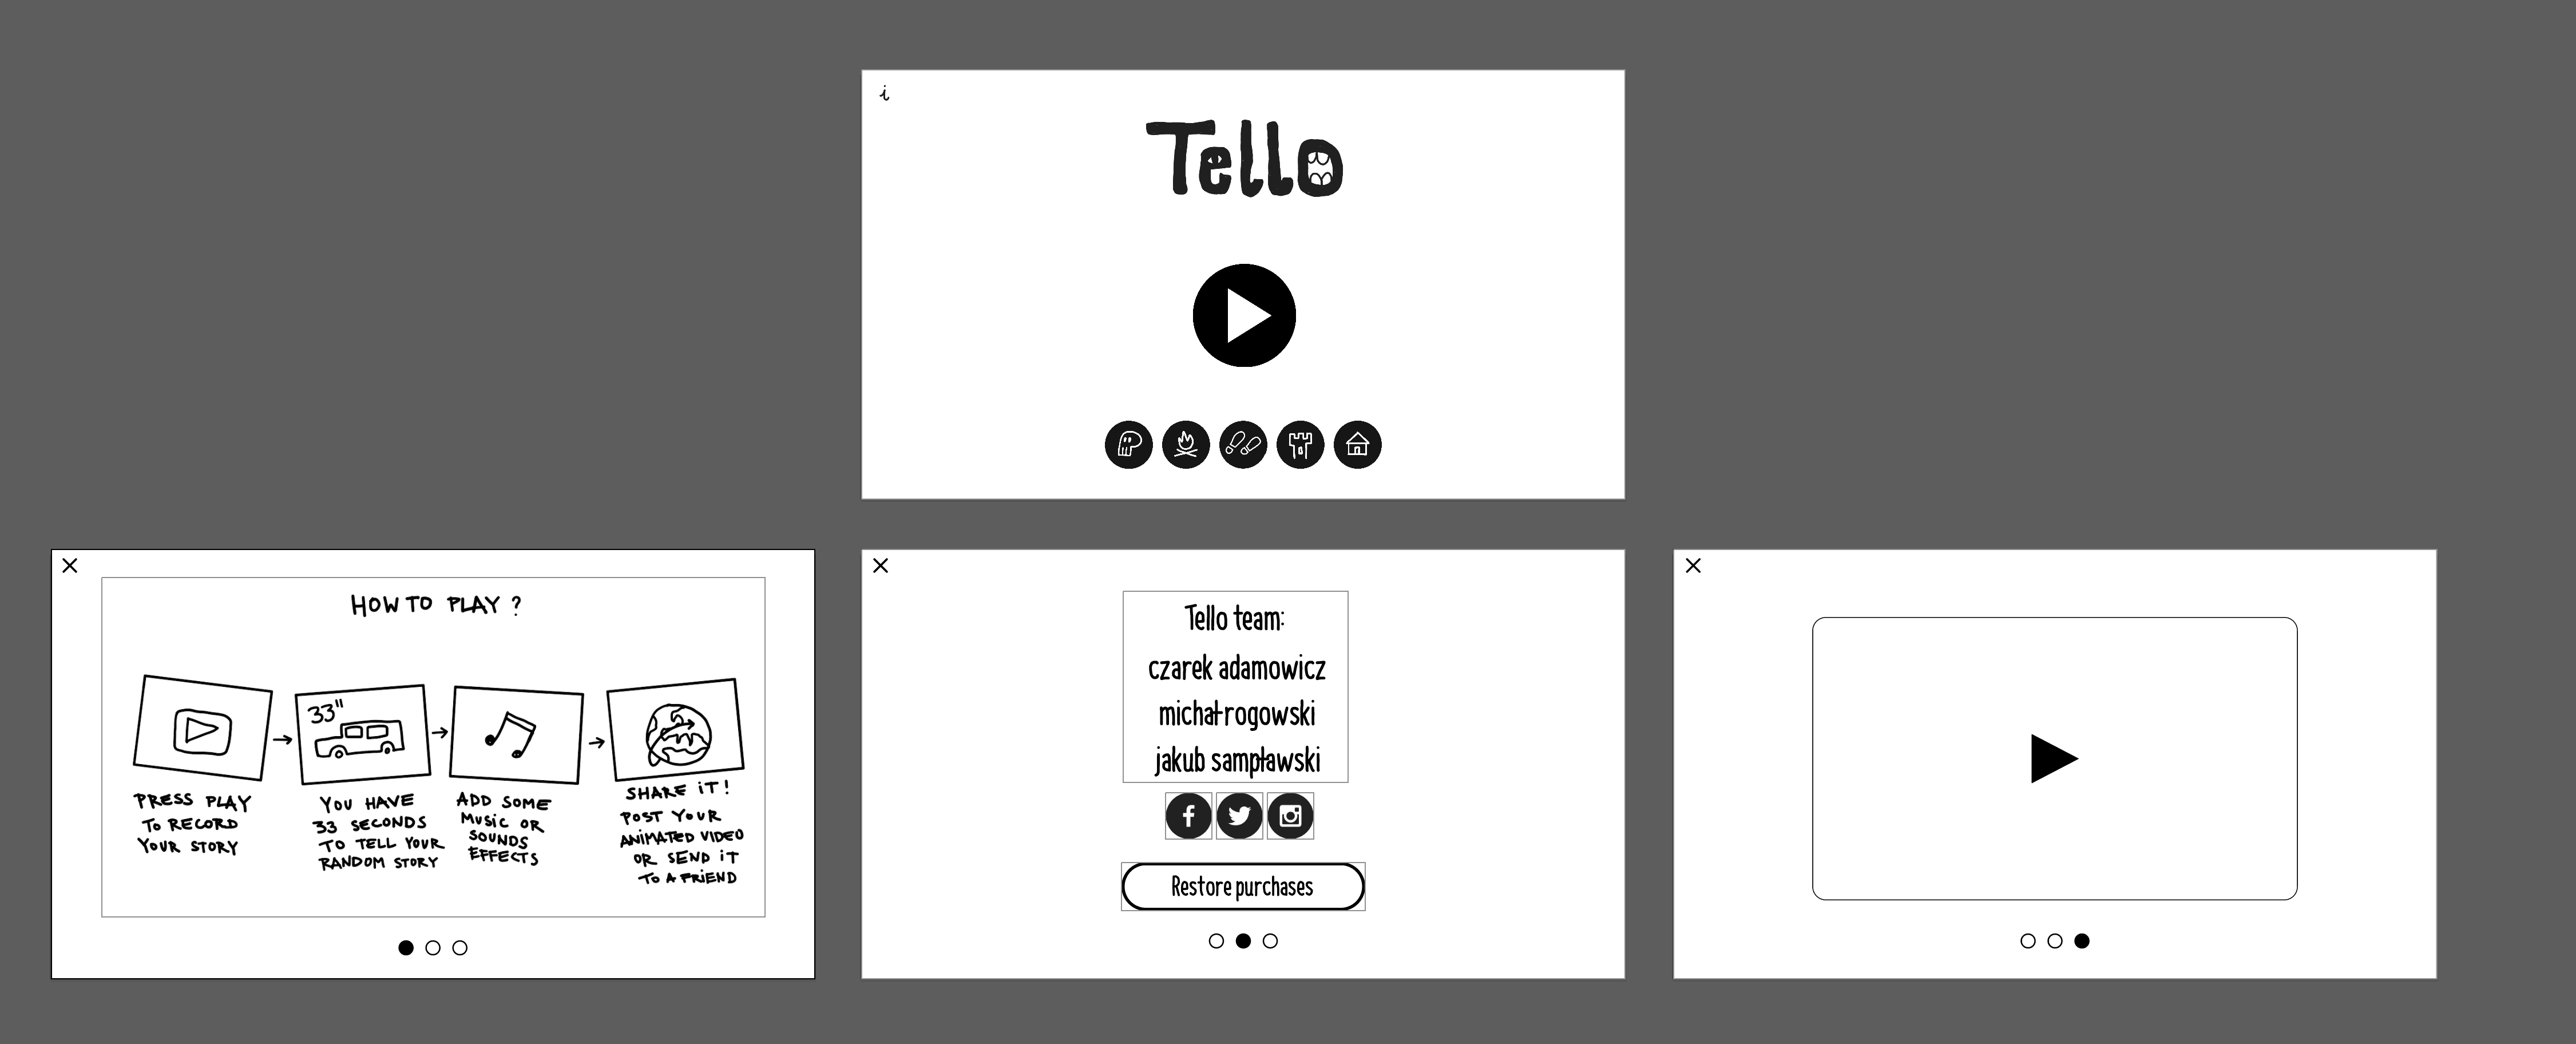 i
Tello
HOW TO PLAY ?
33"
PRESS PLAY
TO RECORD
YOUR STORY
YOU HAVE
33 SECONDS
TO TELL YOUR
RANDOM STORY
ADD SOME
MUSIC OR
SOUNDS
EFFECTS
SHARE iT!
POST YOUR
ANiMATED VIDEO
OR SEND iT
TO A FRiEND
Tello team:
czarek adamowicz
michał rogowski
jakub sampławski
Restore purchases